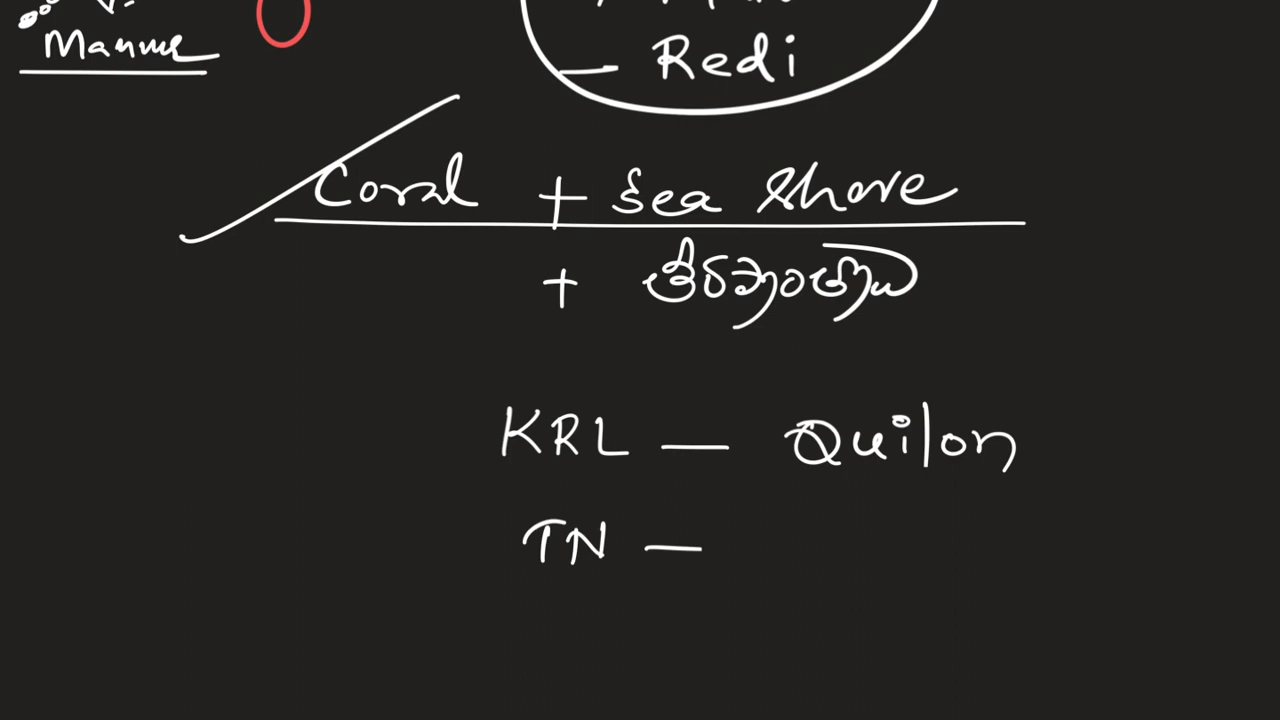 Manure
— Redi
Coral + Sea Shore
+
KRL — Quilon
TN —